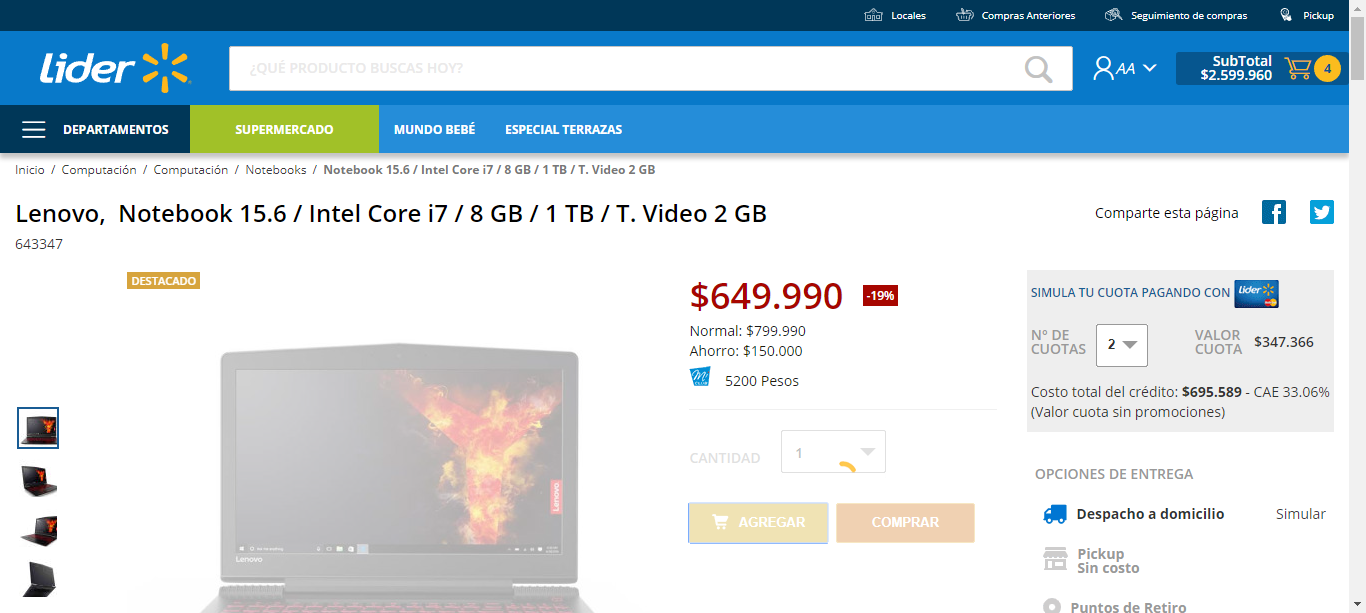 Locales Compras Anteriores Seguimiento de compras Pickup
Lider
¿QUÉ PRODUCTO BUSCAS HOY?
AA
SubTotal
$2.599.960
4
DEPARTAMENTOS SUPERMERCADO MUNDO BEBÉ ESPECIAL TERRAZAS
Inicio / Computación / Computación / Notebooks / Notebook 15.6 / Intel Core i7 / 8 GB / 1 TB / T. Video 2 GB
Lenovo, Notebook 15.6 / Intel Core i7 / 8 GB / 1 TB / T. Video 2 GB
643347
Comparte esta página
DESTACADO
Lenovo
Lenovo
$649.990 -19%
Normal: $799.990
Ahorro: $150.000
Mi CLUB 5200 Pesos
CANTIDAD 1
AGREGAR COMPRAR
SIMULA TU CUOTA PAGANDO CON Lider
N° DE CUOTAS 2 VALOR CUOTA $347.366
Costo total del crédito: $695.589 - CAE 33.06%
(Valor cuota sin promociones)
OPCIONES DE ENTREGA
Despacho a domicilio Simular
Pickup
Sin costo
Puntos de Retiro